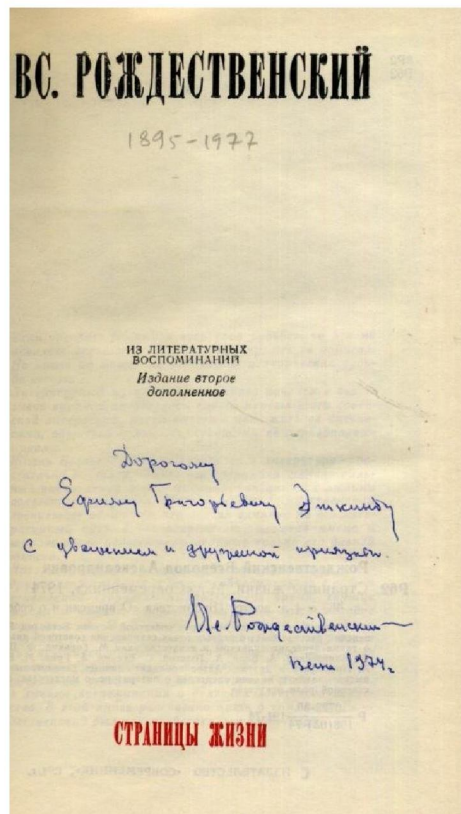 ВС. РОЖДЕСТВЕНСКИЙ
1895-1977
ИЗ ЛИТЕРАТУРНЫХ
ВОСПОМИНАНИЙ
Издание второе
дополненное
Дорогому
Ефиму Григорьевичу Эткинду
с уважением и дружеской приязнью.
Вс. Рождественский
1974 г.
СТРАНИЦЫ ЖИЗНИ